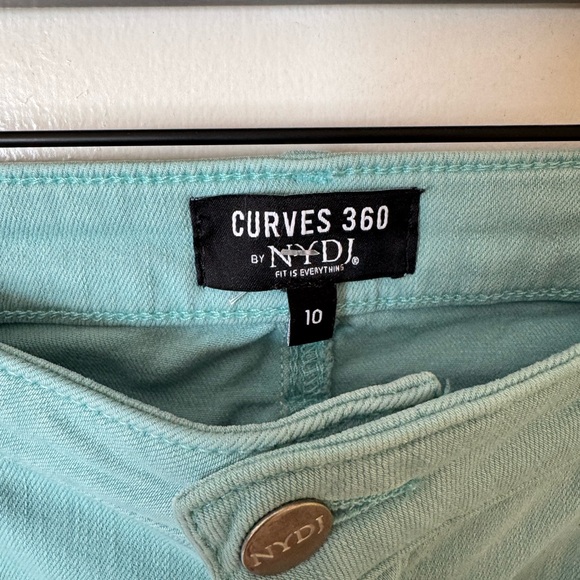 CURVES 360
BY NYDJ®
FIT IS EVERYTHING
10
NYDJ